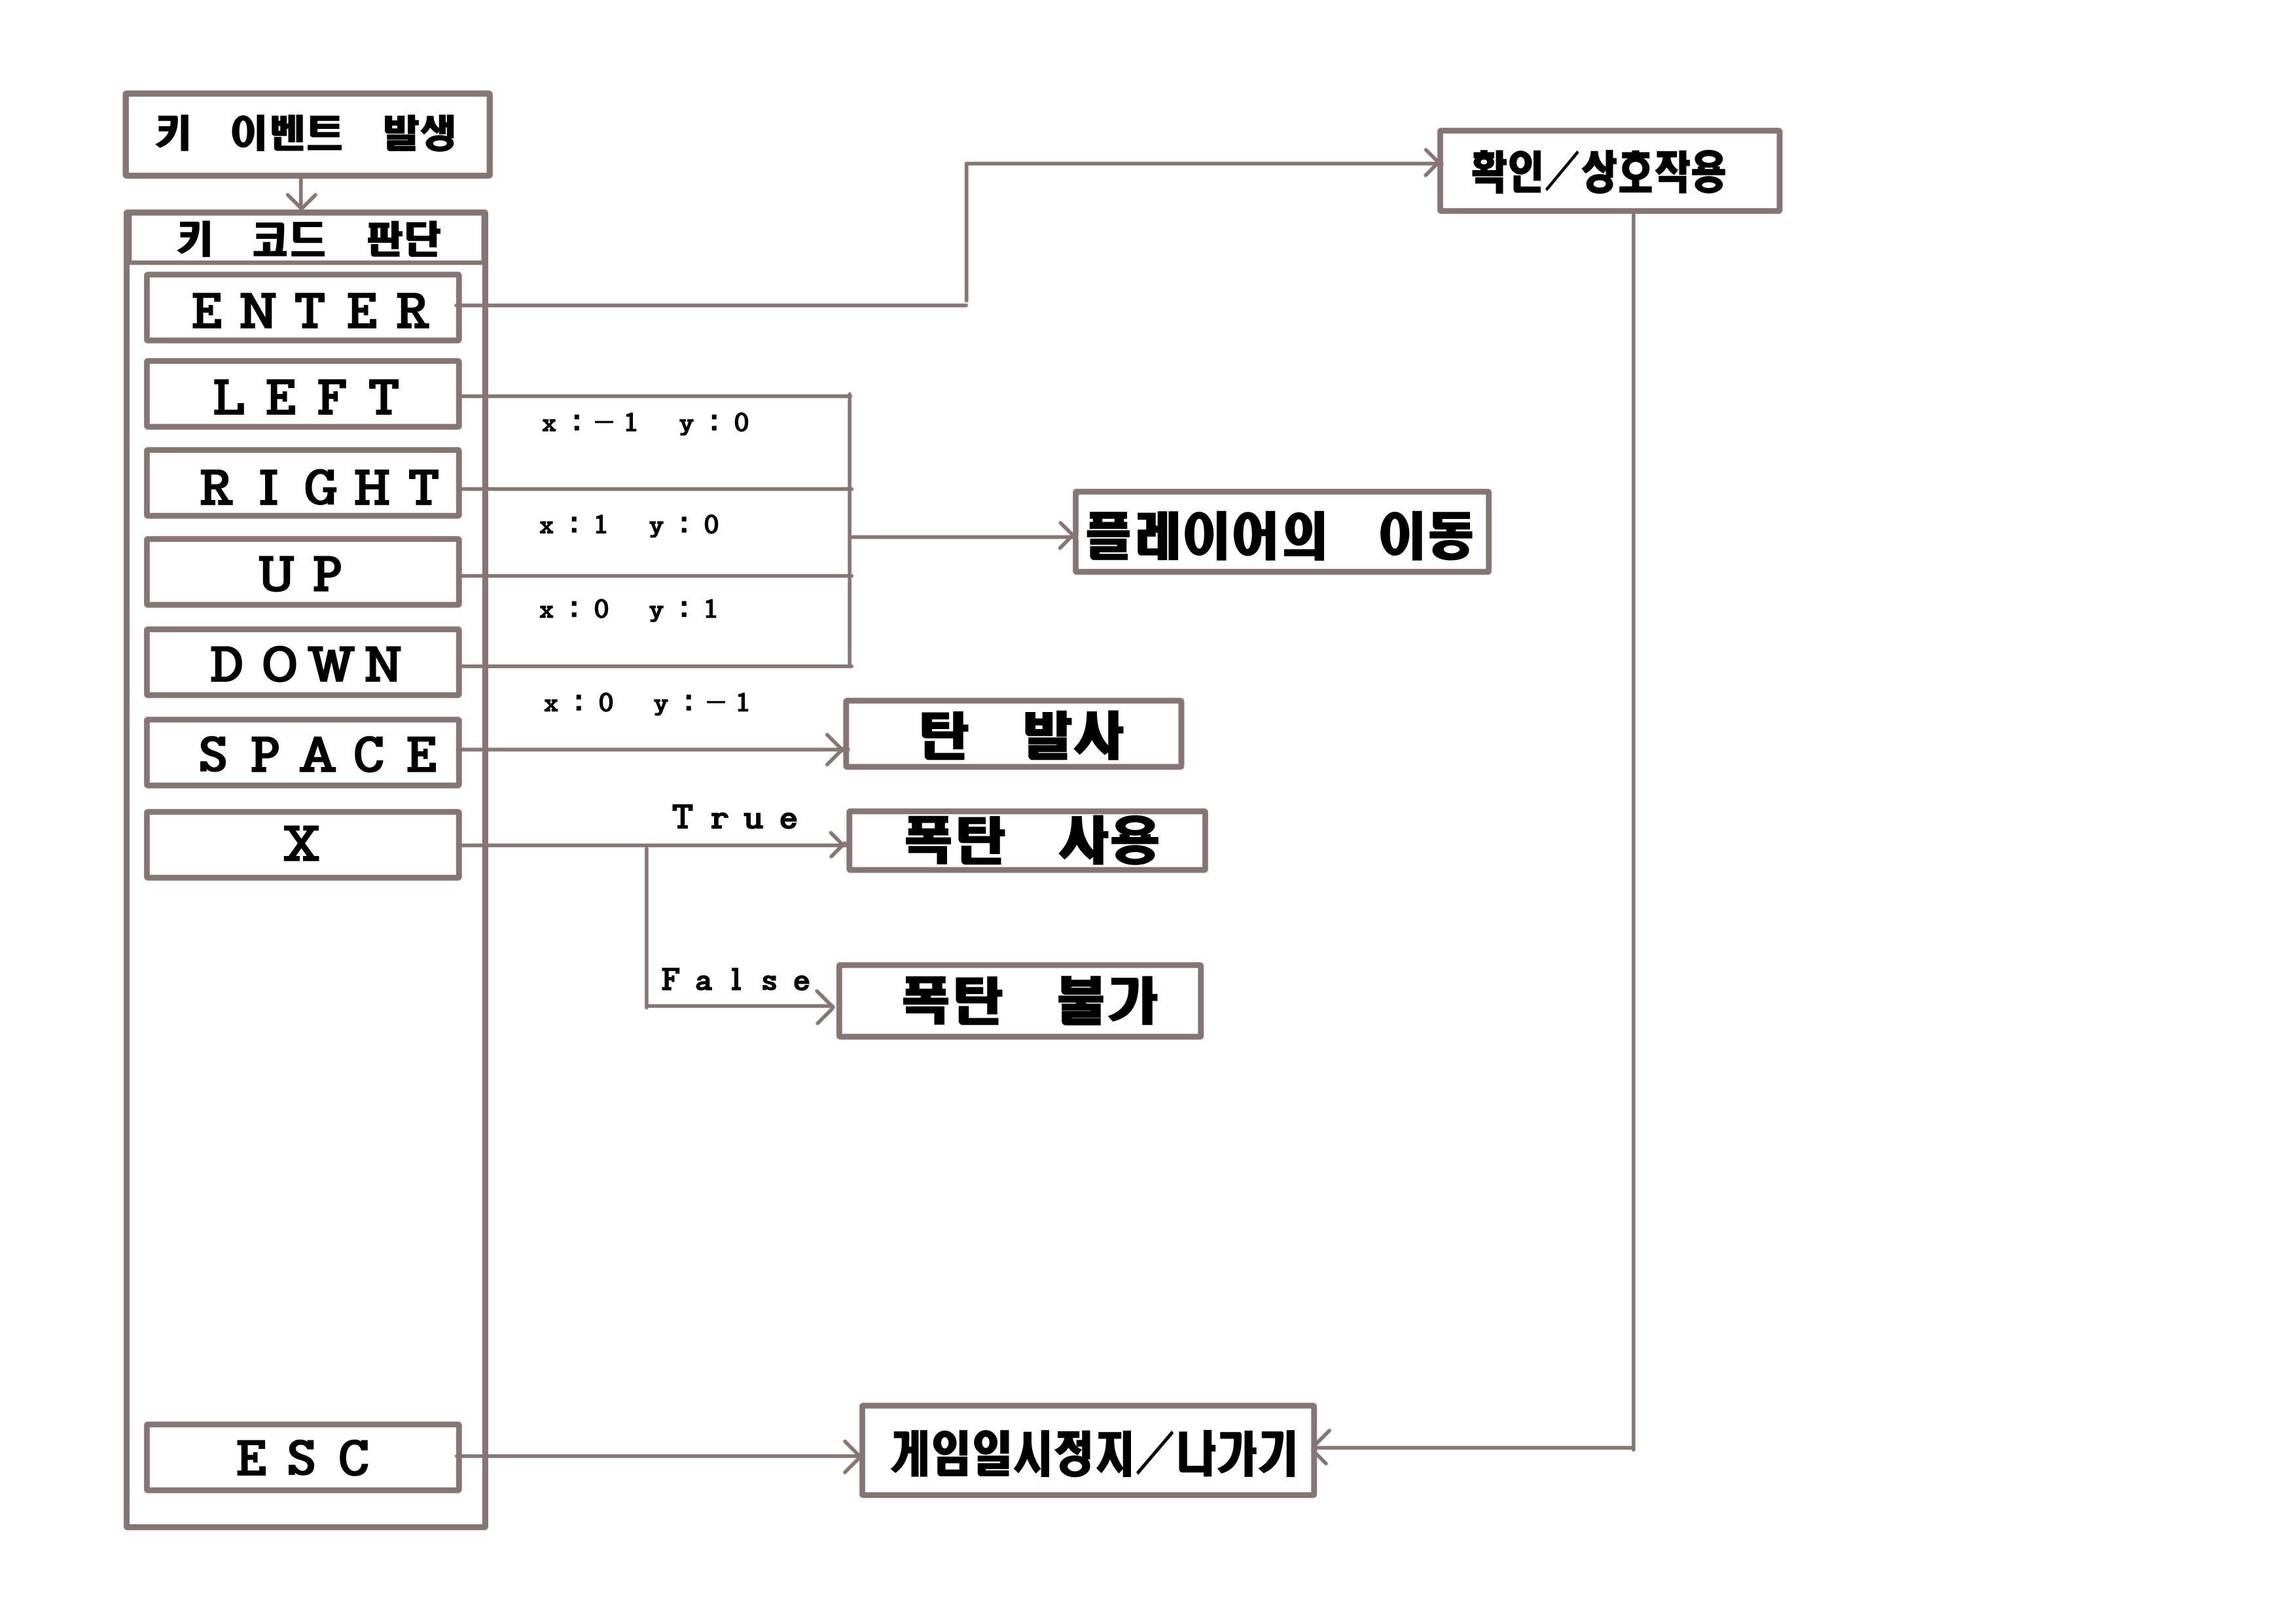 키 이벤트 발생
확인/상호작용
키 코드 판단
ENTER
LEFT
x:-1 y:0
RIGHT
x:1 y:0
플레이어의 이동
UP
x:0 y:1
DOWN
x:0 y:-1
SPACE
탄 발사
X
True
폭탄 사용
False
폭탄 불가
ESC
게임일시정지/나가기